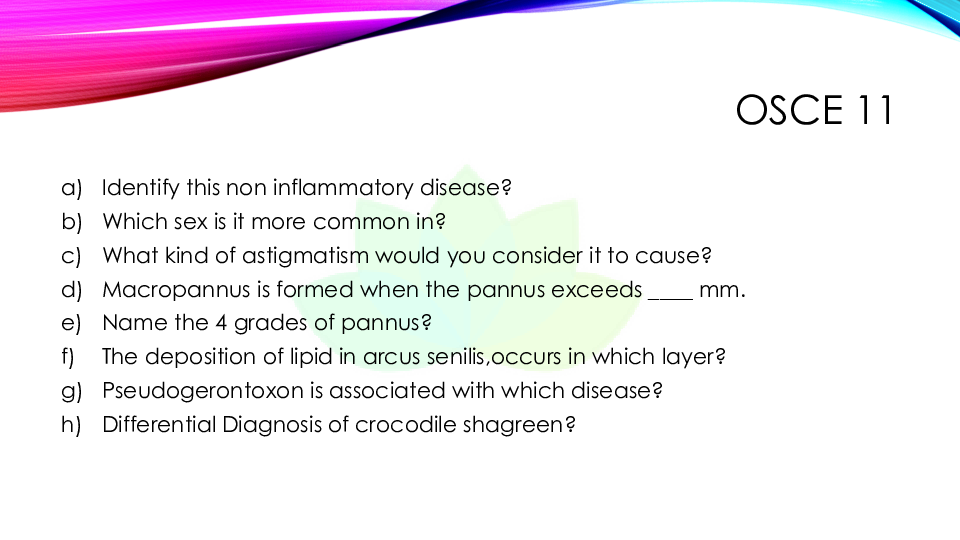 OSCE 11
a) Identify this non inflammatory disease?
b) Which sex is it more common in?
c) What kind of astigmatism would you consider it to cause?
d) Macropannus is formed when the pannus exceeds ____ mm.
e) Name the 4 grades of pannus?
f) The deposition of lipid in arcus senilis,occurs in which layer?
g) Pseudogerontoxon is associated with which disease?
h) Differential Diagnosis of crocodile shagreen?